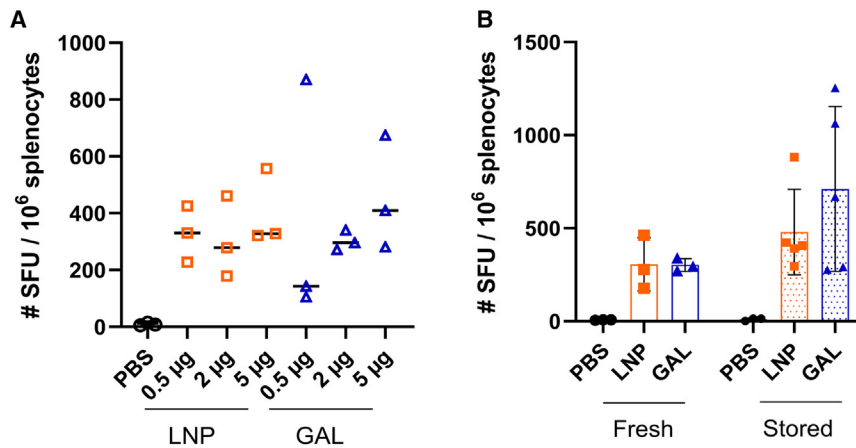 A
# SFU / 10⁶ splenocytes
1000
800
600
400
200
0
PBS
0.5 µg
2 µg
5 µg
0.5 µg
2 µg
5 µg
LNP
GAL
B
# SFU / 10⁶ splenocytes
1500
1000
500
0
PBS
LNP
GAL
PBS
LNP
GAL
Fresh
Stored